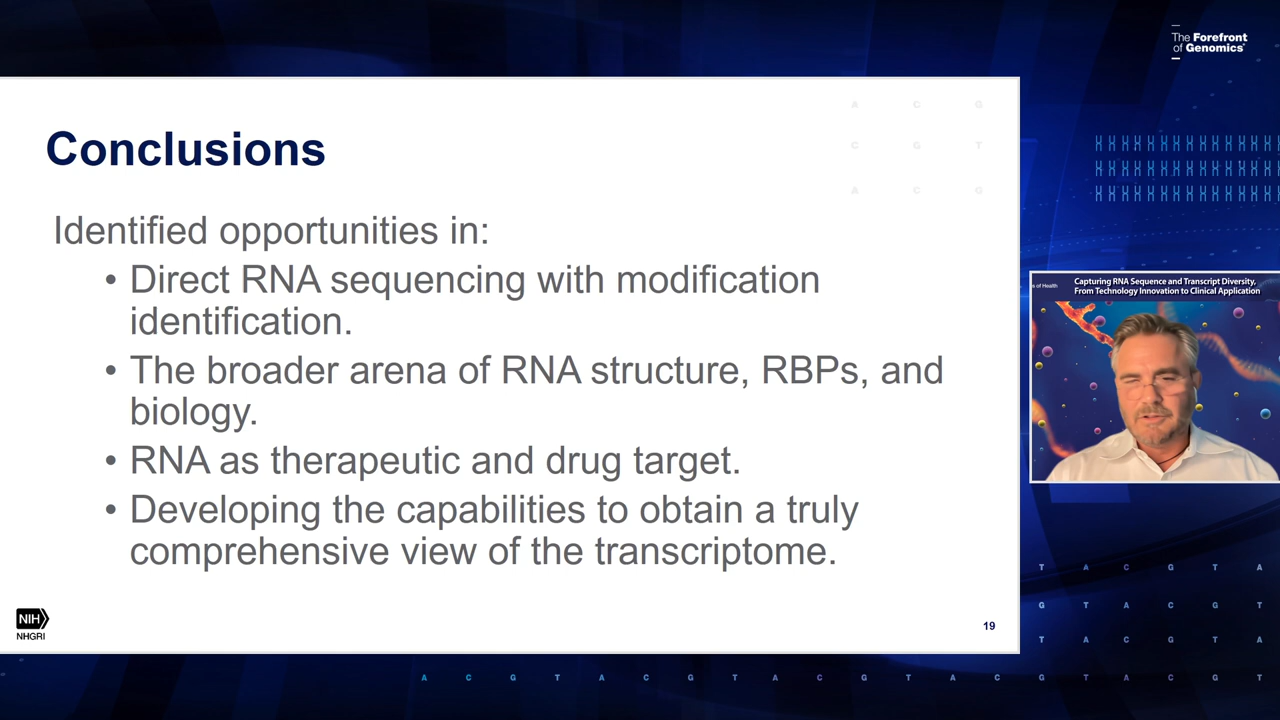 The Forefront
of Genomics®
A C G
C G T
A C G
Conclusions
Identified opportunities in:
• Direct RNA sequencing with modification
identification.
• The broader arena of RNA structure, RBPs, and
biology.
• RNA as therapeutic and drug target.
• Developing the capabilities to obtain a truly
comprehensive view of the transcriptome.
NIH
NHGRI
19
s of Health
Capturing RNA Sequence and Transcript Diversity,
From Technology Innovation to Clinical Application
T A C G T A
G T A C G T
T A C G T A
A C G T A C G T A C G T A C G T A C G T